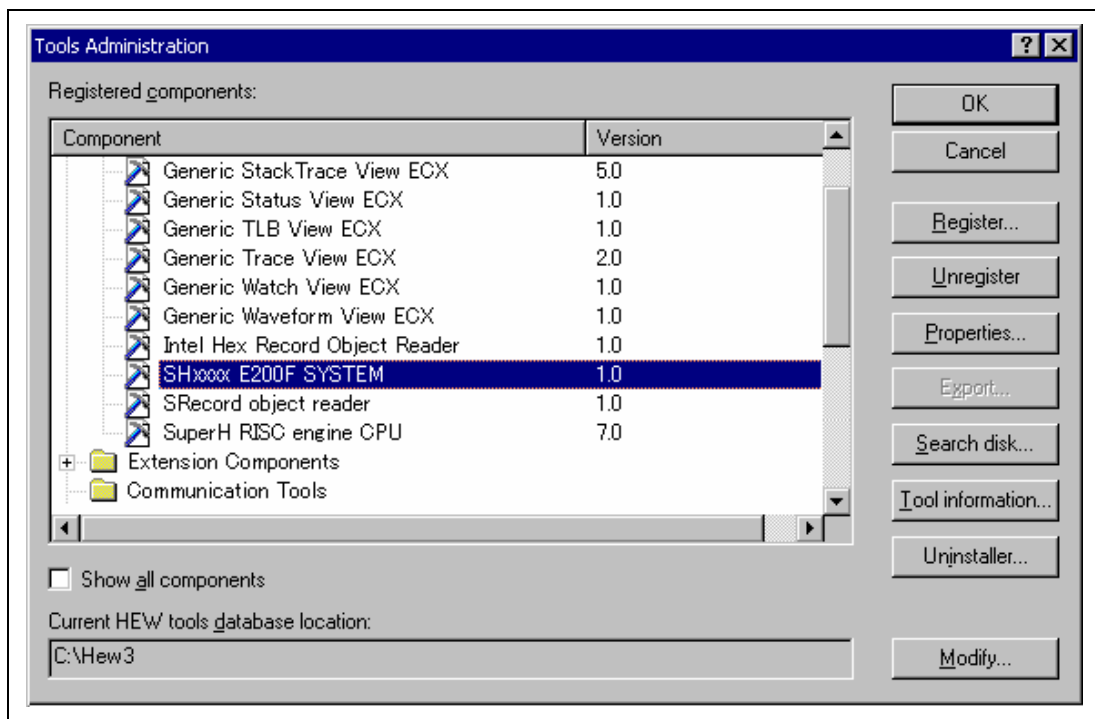 Tools Administration
Registered components:
Component Version
Generic StackTrace View ECX 5.0
Generic Status View ECX 1.0
Generic TLB View ECX 1.0
Generic Trace View ECX 2.0
Generic Watch View ECX 1.0
Generic Waveform View ECX 1.0
Intel Hex Record Object Reader 1.0
SHxxxx E200F SYSTEM 1.0
SRecord object reader 1.0
SuperH RISC engine CPU 7.0
Extension Components
Communication Tools
Show all components
Current HEW tools database location:
C:\Hew3
OK
Cancel
Register...
Unregister
Properties...
Export...
Search disk...
Tool information...
Uninstaller...
Modify...